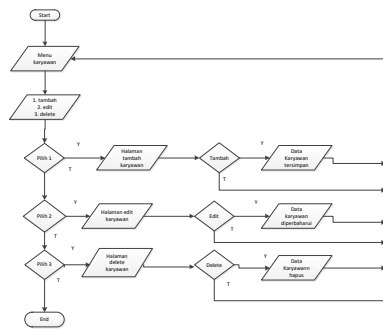 Start
Menu
karyawan
1. tambah
2. edit
3. delete
Pilih 1
Y
T
Halaman
tambah
karyawan
Tambah
Y
T
Data
Karyawan
tersimpan
Pilih 2
Y
T
Halaman edit
karyawan
Edit
Y
T
Data
karyawan
diperbaharui
Pilih 3
Y
T
Halaman
delete
karyawan
Delete
Y
T
Data
Karyawann
hapus
End